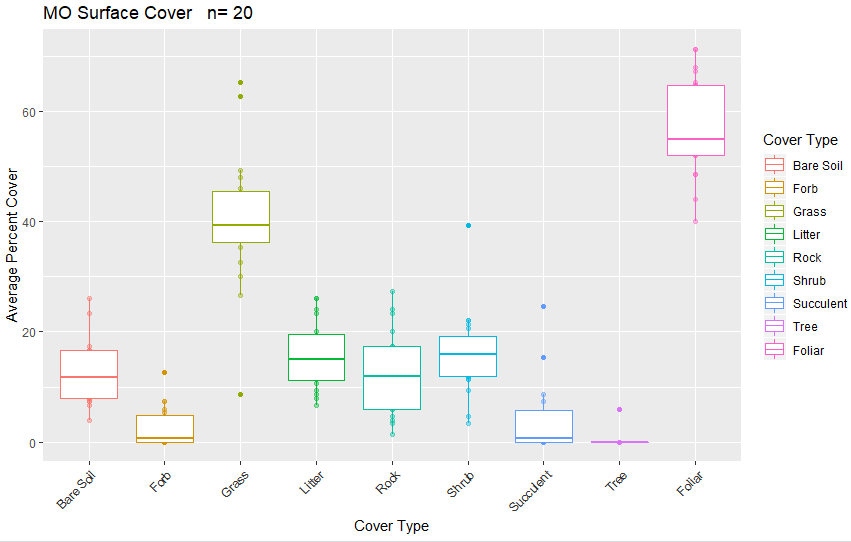 MO Surface Cover n= 20
Average Percent Cover
60
40
20
0
Bare Soil
Forb
Grass
Litter
Rock
Shrub
Succulent
Tree
Foliar
Cover Type
Cover Type
Bare Soil
Forb
Grass
Litter
Rock
Shrub
Succulent
Tree
Foliar